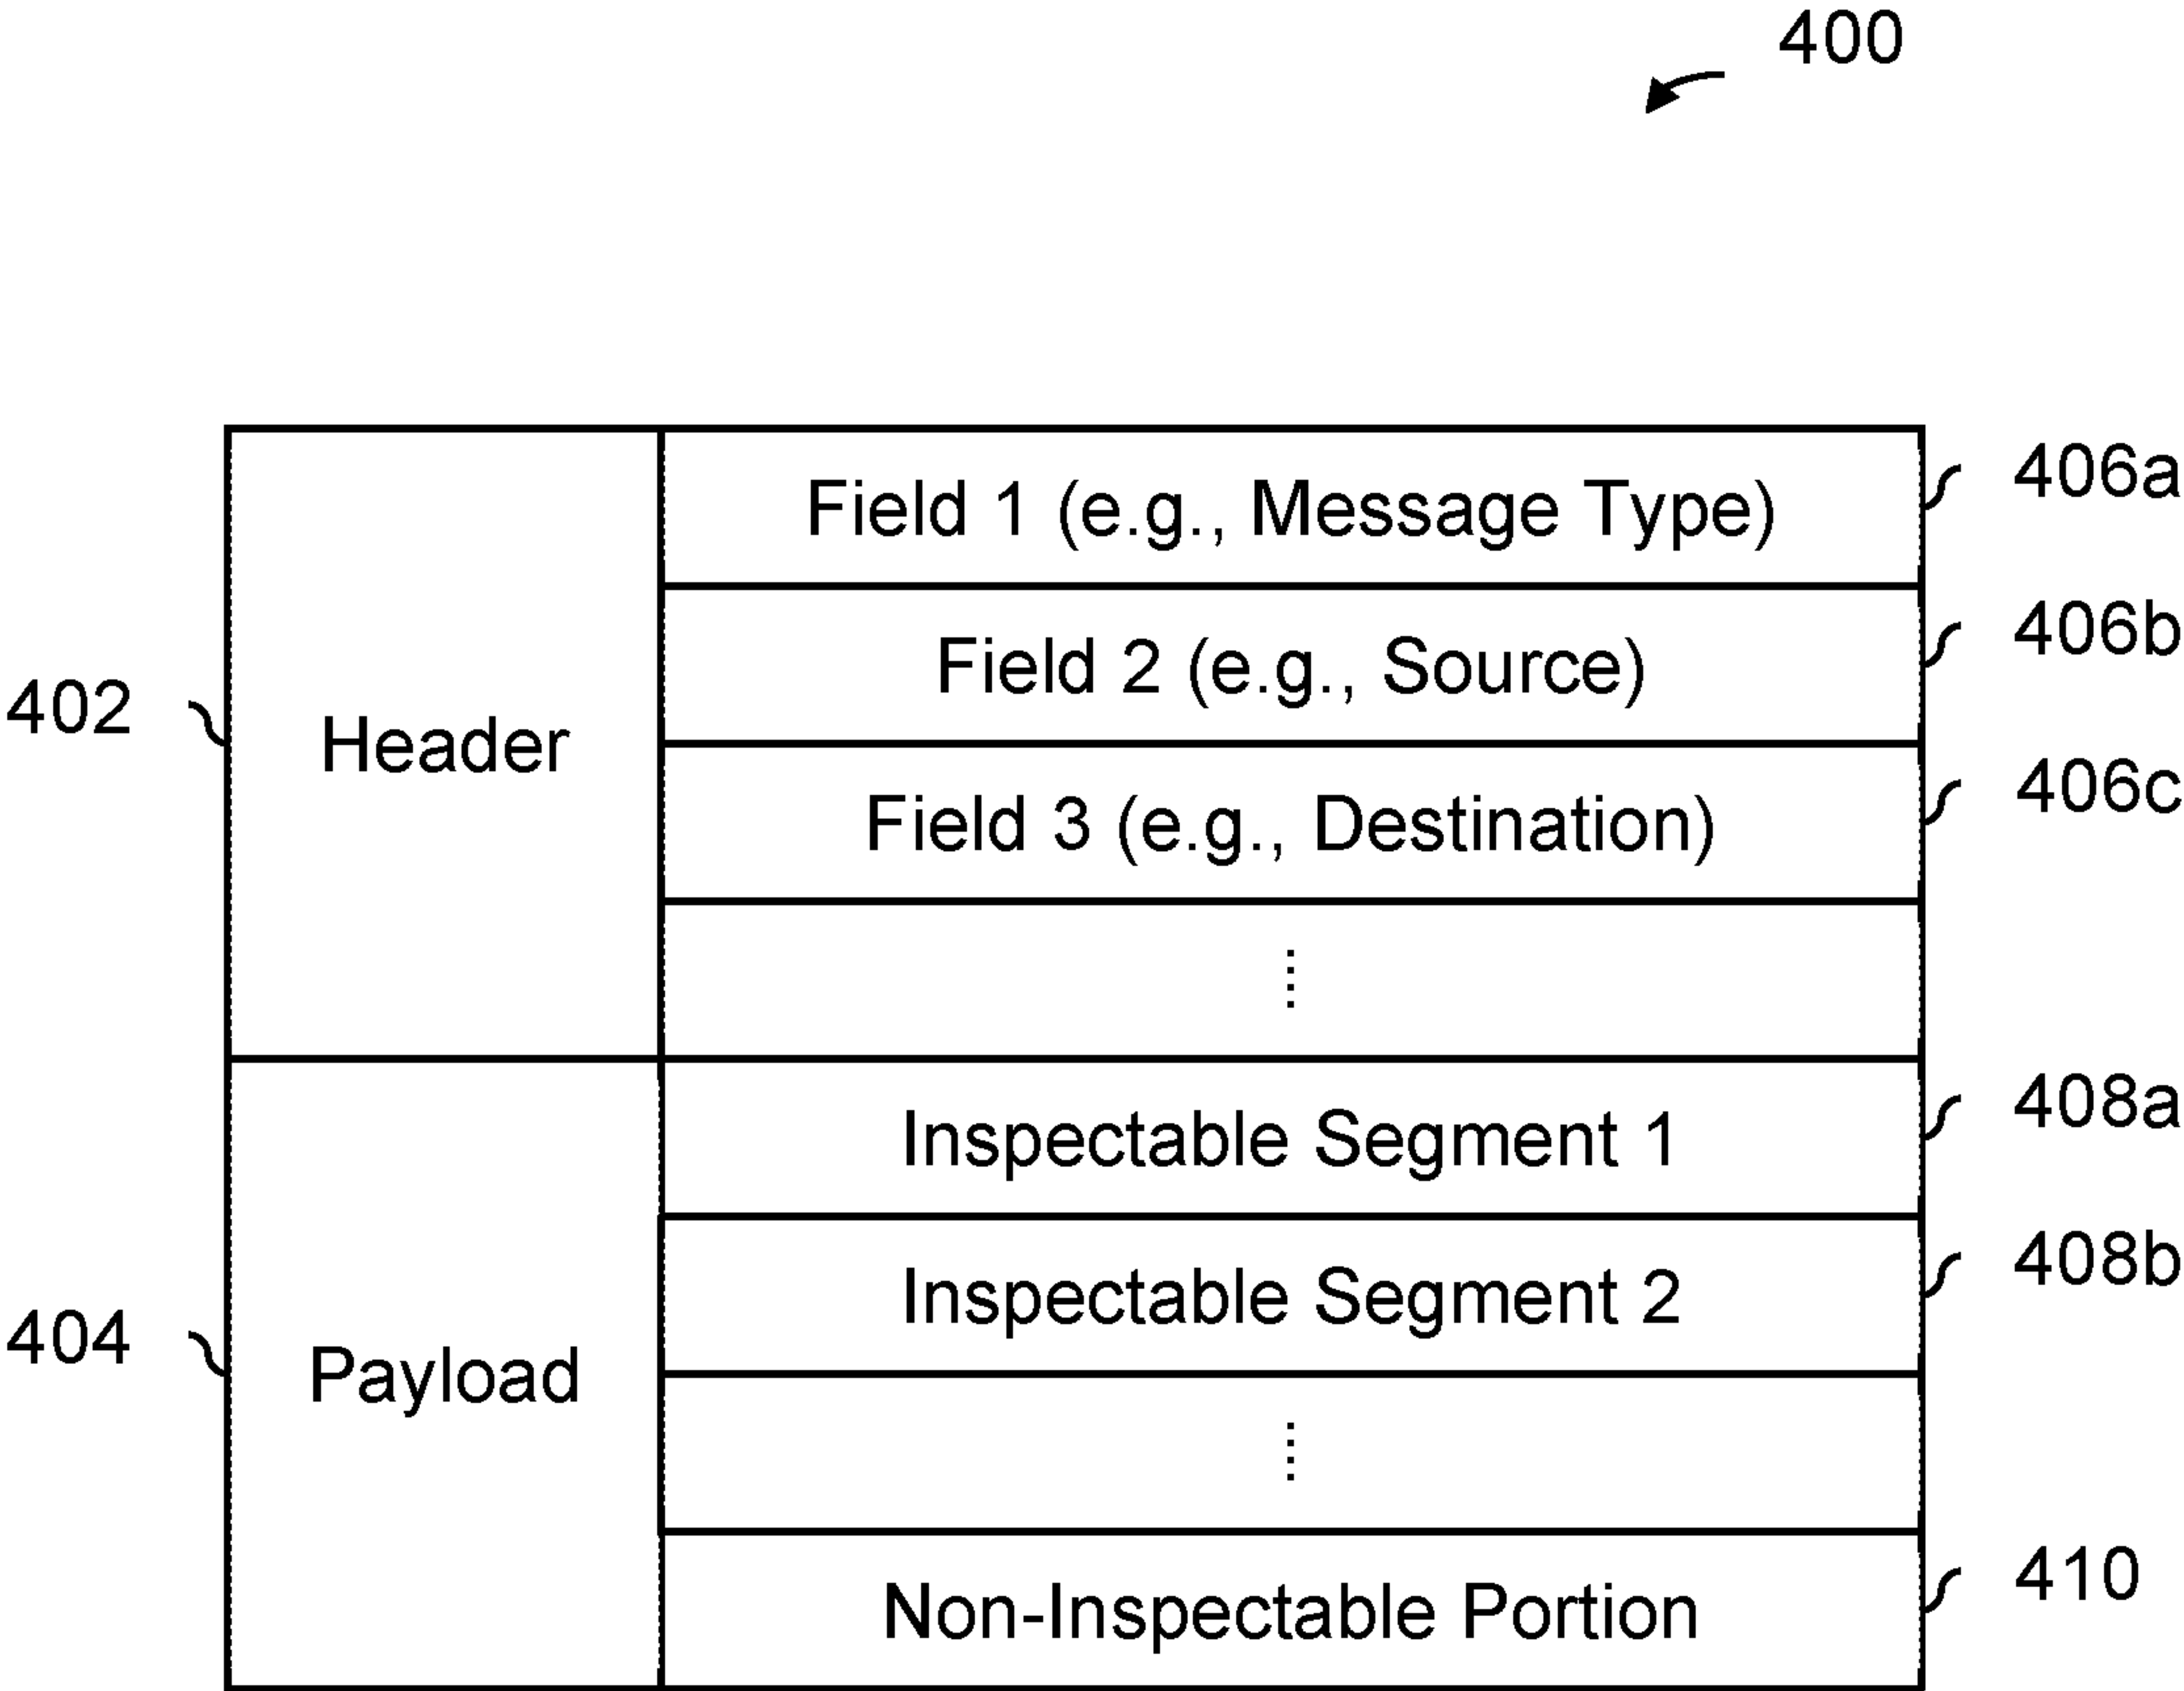 400
Field 1 (e.g., Message Type)
406a
Field 2 (e.g., Source)
406b
402
Header
Field 3 (e.g., Destination)
406c
Inspectable Segment 1
408a
Inspectable Segment 2
408b
404
Payload
Non-Inspectable Portion
410